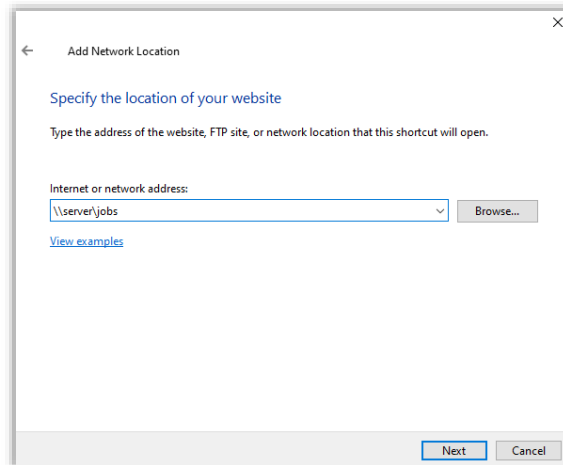 Add Network Location
Specify the location of your website
Type the address of the website, FTP site, or network location that this shortcut will open.
Internet or network address:
\\server\jobs
Browse...
View examples
Next
Cancel